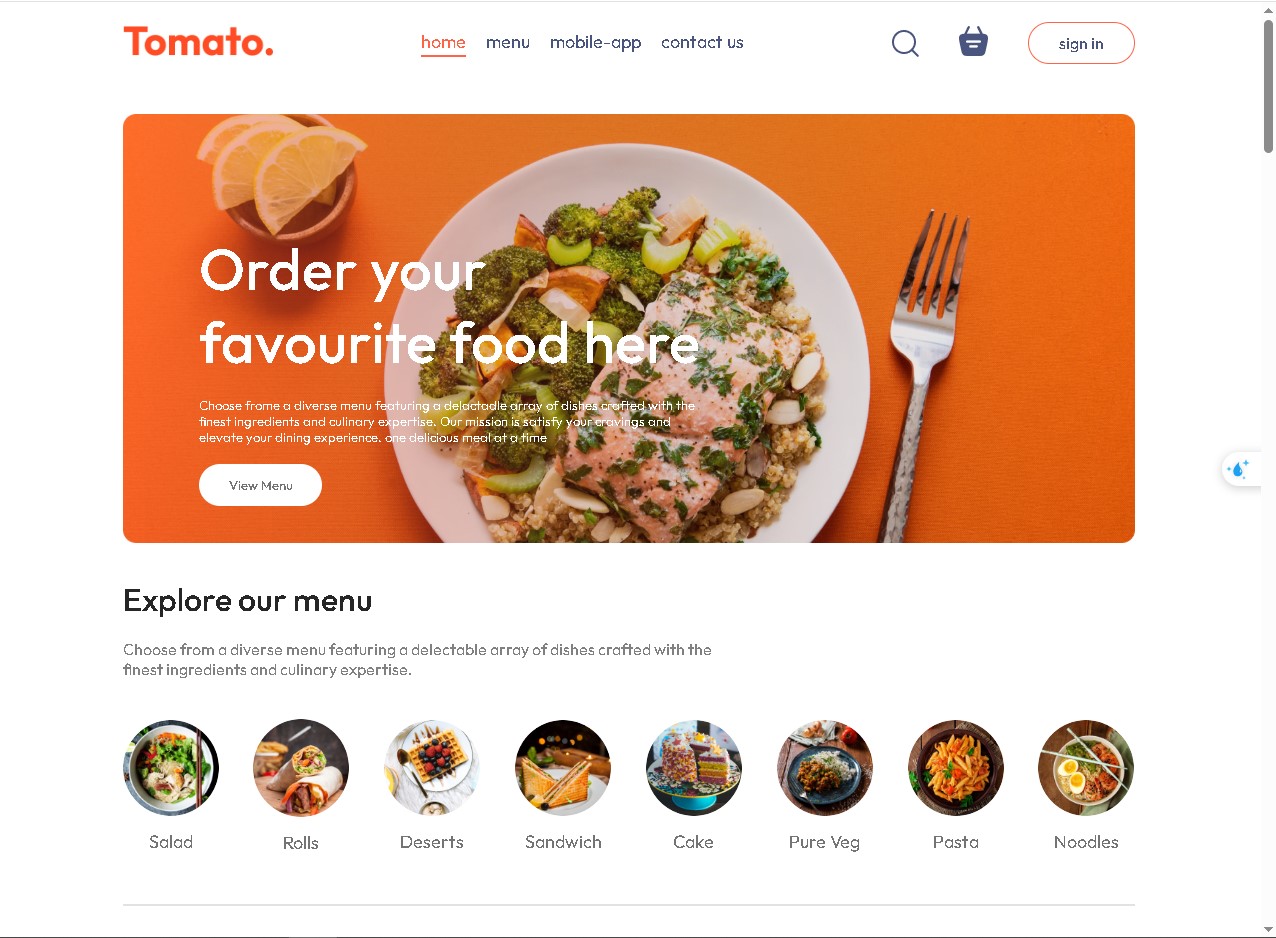 Tomato.
home menu mobile-app contact us
sign in
Order your
favourite food here
Choose frome a diverse menu featuring a delactadle array of dishes crafted with the
finest ingredients and culinary expertise. Our mission is satisfy your cravings and
elevate your dining experience. one delicious meal at a time
View Menu
Explore our menu
Choose from a diverse menu featuring a delectable array of dishes crafted with the
finest ingredients and culinary expertise.
Salad Rolls Deserts Sandwich Cake Pure Veg Pasta Noodles